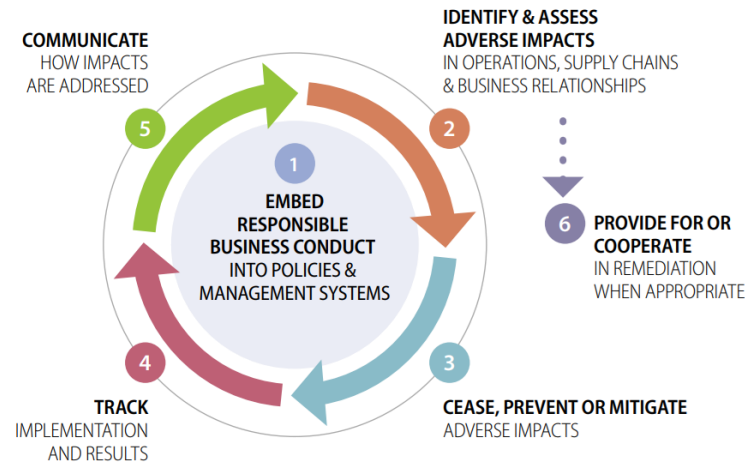 COMMUNICATE
HOW IMPACTS
ARE ADDRESSED
5
IDENTIFY & ASSESS
ADVERSE IMPACTS
IN OPERATIONS, SUPPLY CHAINS
& BUSINESS RELATIONSHIPS
2
1
EMBED
RESPONSIBLE
BUSINESS CONDUCT
INTO POLICIES &
MANAGEMENT SYSTEMS
6
PROVIDE FOR OR
COOPERATE
IN REMEDIATION
WHEN APPROPRIATE
4
TRACK
IMPLEMENTATION
AND RESULTS
3
CEASE, PREVENT OR MITIGATE
ADVERSE IMPACTS